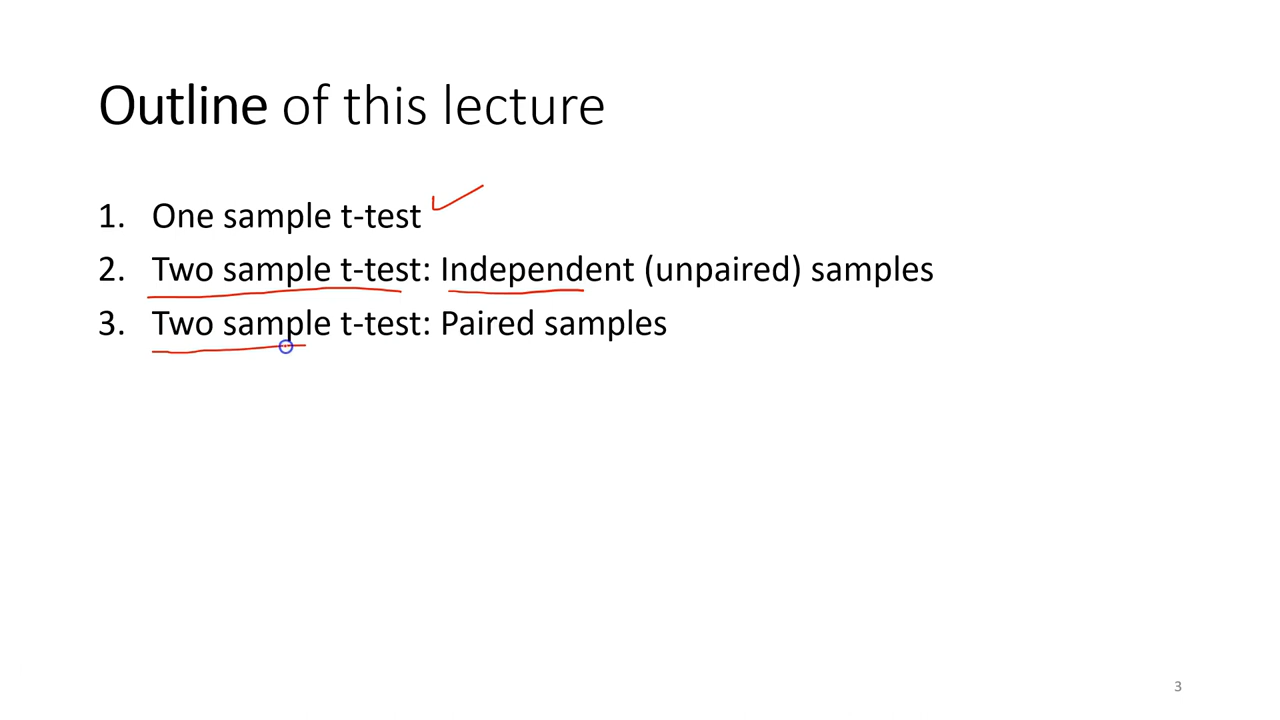 Outline of this lecture
1. One sample t-test
2. Two sample t-test: Independent (unpaired) samples
3. Two sample t-test: Paired samples
3